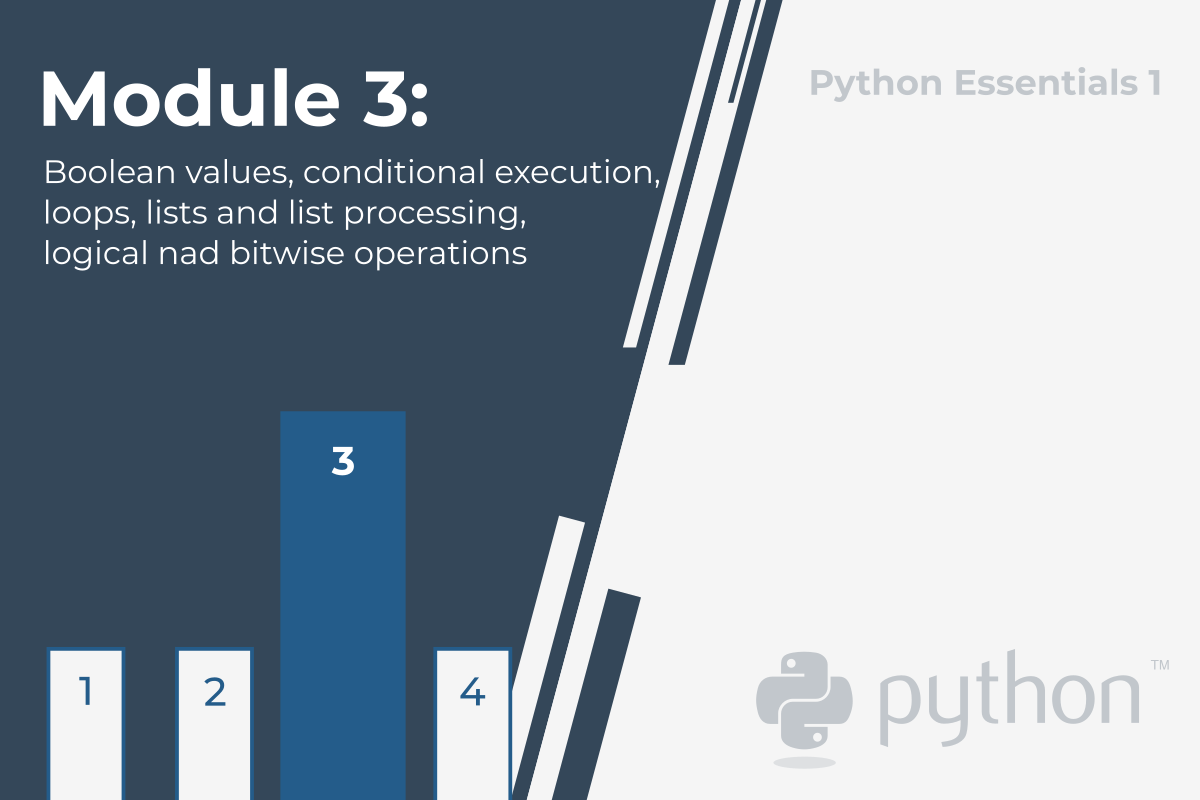 Module 3:
Python Essentials 1
Boolean values, conditional execution,
loops, lists and list processing,
logical nad bitwise operations
3
1
2
4
python TM